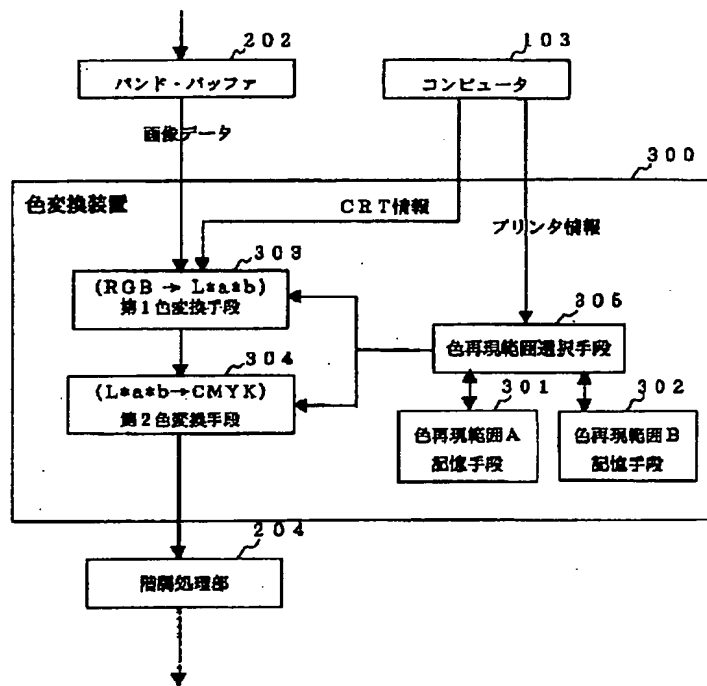 202
バンド・バッファ
103
コンピュータ
画像データ
300
色変換装置
CRT情報
プリンタ情報
303
(RGB → L*a*b)
第1色変換手段
305
色再現範囲選択手段
304
(L*a*b→CMYK)
第2色変換手段
301
色再現範囲A
記憶手段
302
色再現範囲B
記憶手段
204
階調処理部